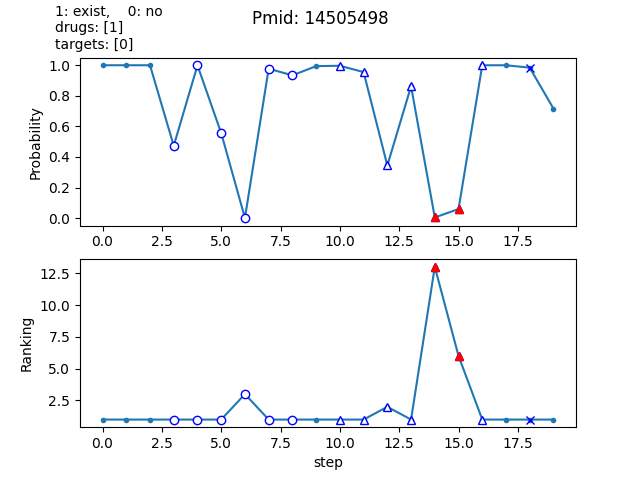 1: exist,    0: no
drugs: [1]
targets: [0]
Pmid: 14505498
1.0
0.8
0.6
0.4
0.2
0.0
Probability
0.0 2.5 5.0 7.5 10.0 12.5 15.0 17.5
12.5
10.0
7.5
5.0
2.5
Ranking
0.0 2.5 5.0 7.5 10.0 12.5 15.0 17.5
step